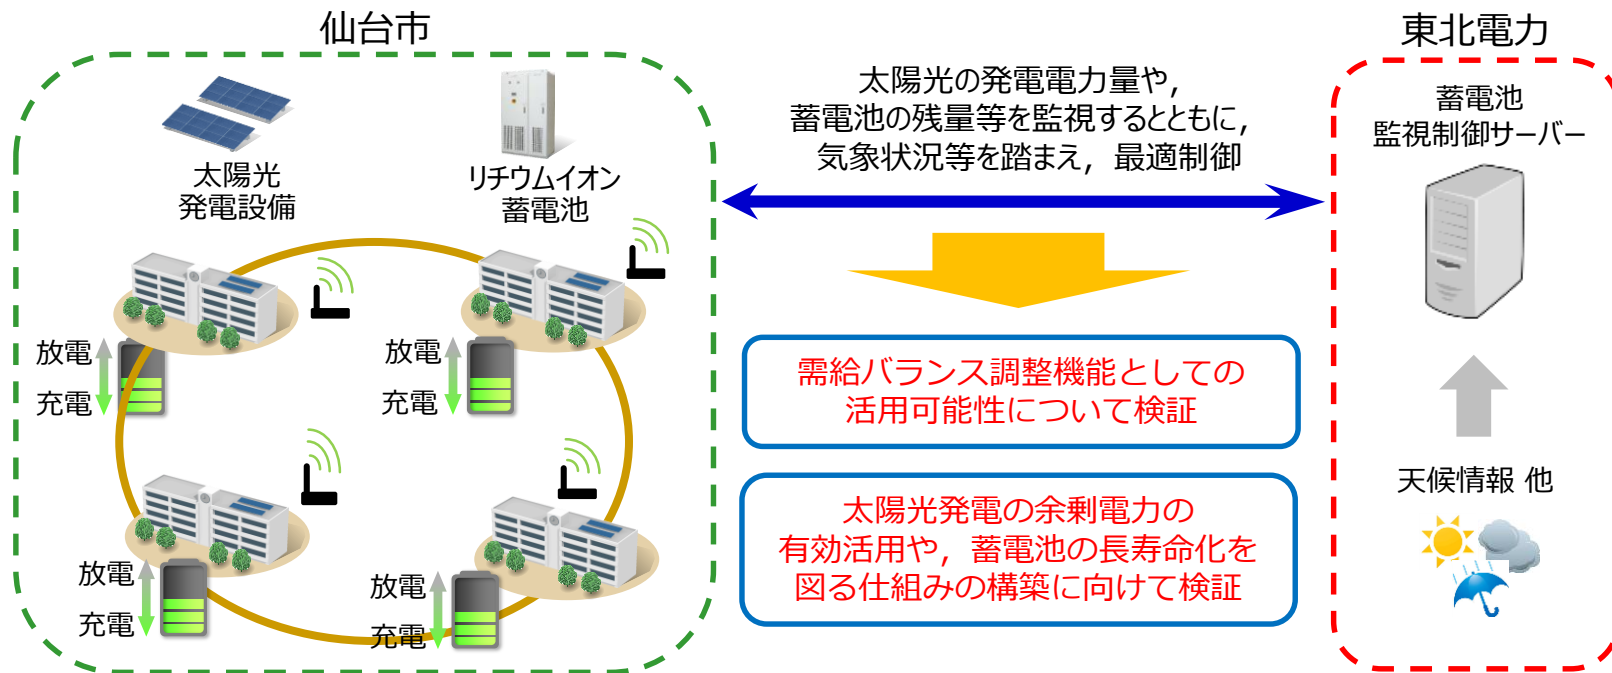 仙台市
太陽光
発電設備
リチウムイオン
蓄電池
放電
充電
放電
充電
放電
充電
放電
充電
太陽光の発電電力量や，
蓄電池の残量等を監視するとともに，
気象状況等を踏まえ，最適制御
需給バランス調整機能としての
活用可能性について検証
太陽光発電の余剰電力の
有効活用や，蓄電池の長寿命化を
図る仕組みの構築に向けて検証
東北電力
蓄電池
監視制御サーバー
天候情報 他